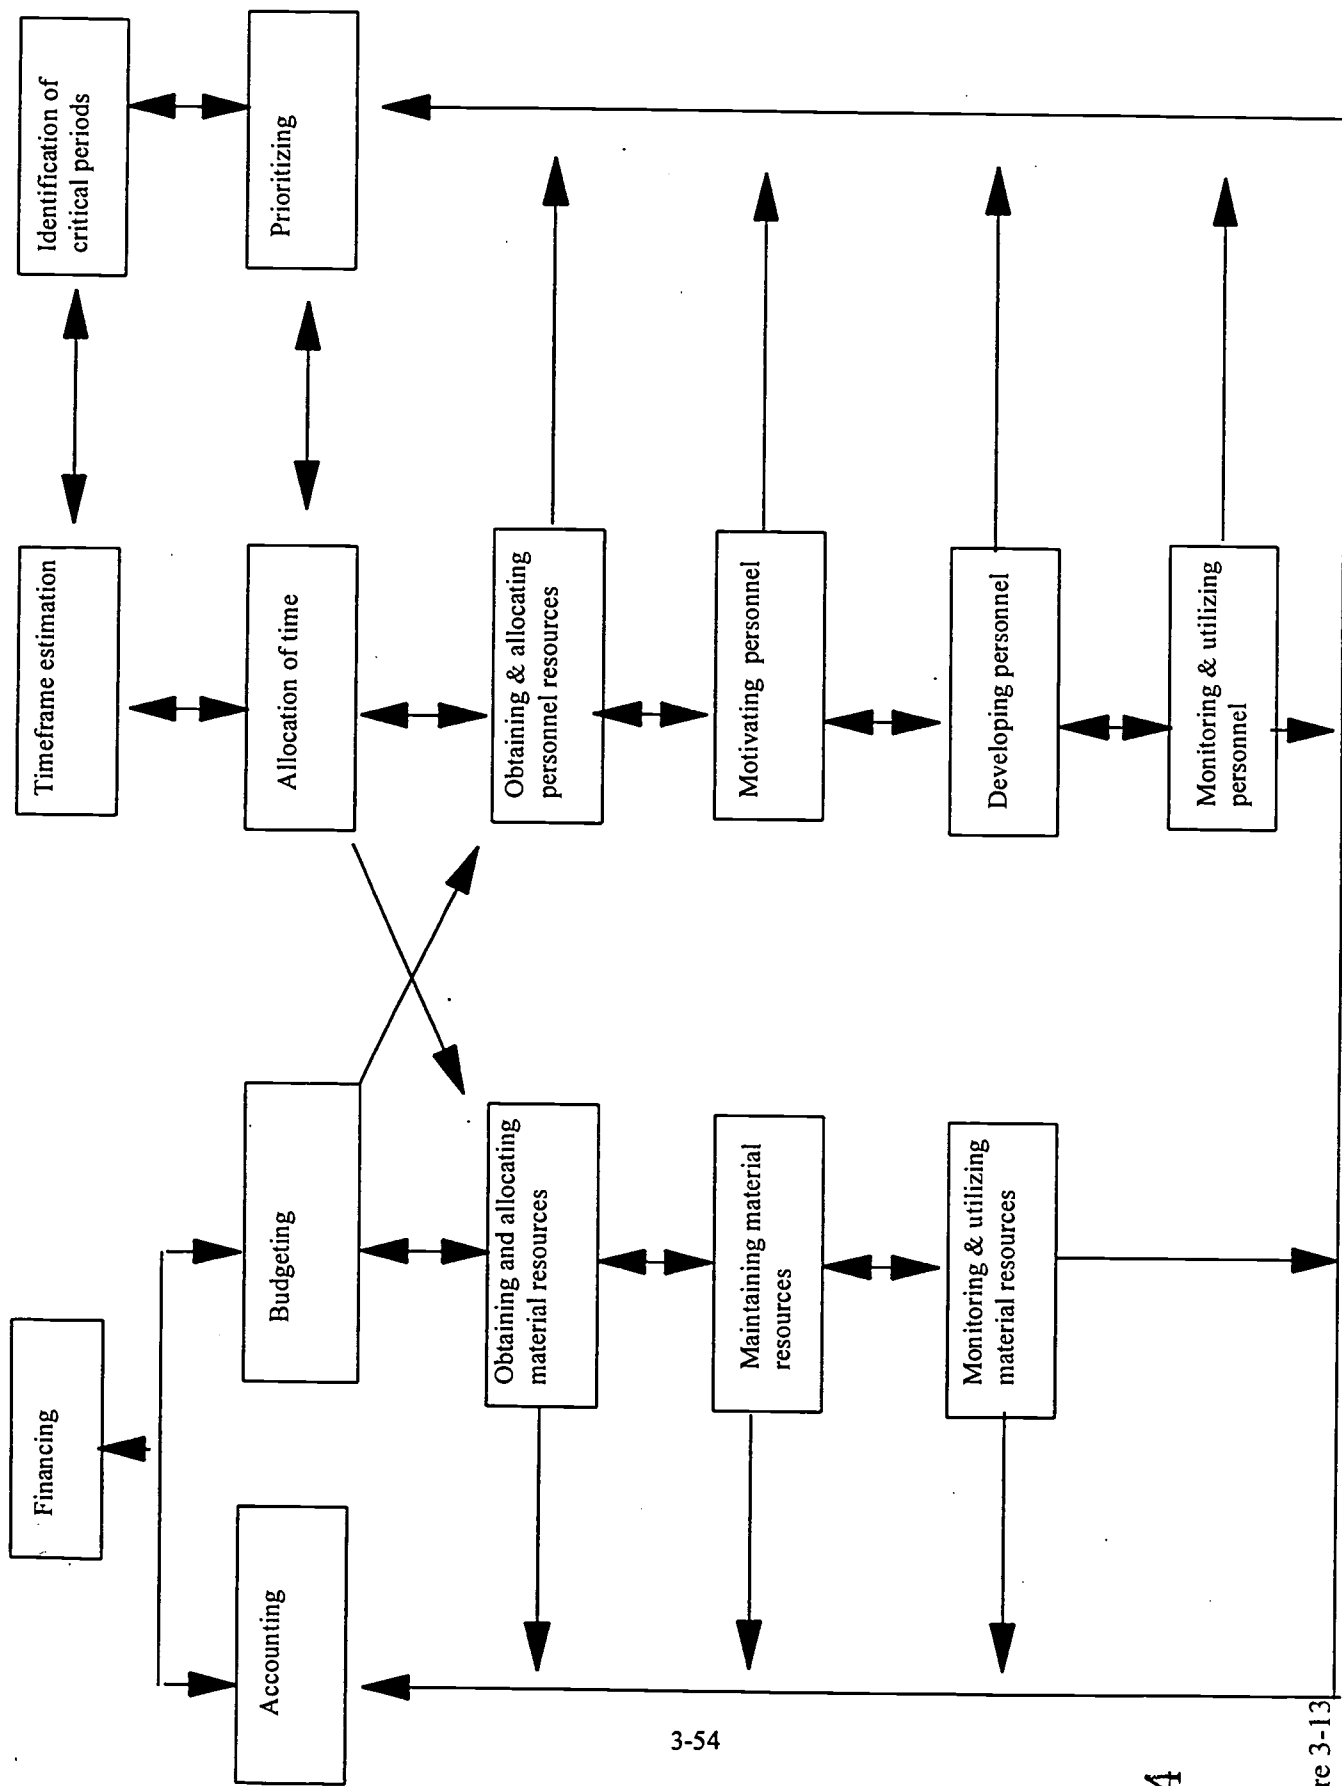 Financing
Accounting
Budgeting
Timeframe estimation
Identification of
critical periods
Allocation of time
Prioritizing
Obtaining and allocating
material resources
Obtaining & allocating
personnel resources
Maintaining material
resources
Motivating personnel
Monitoring & utilizing
material resources
Developing personnel
Monitoring & utilizing
personnel
3-54
re 3-13